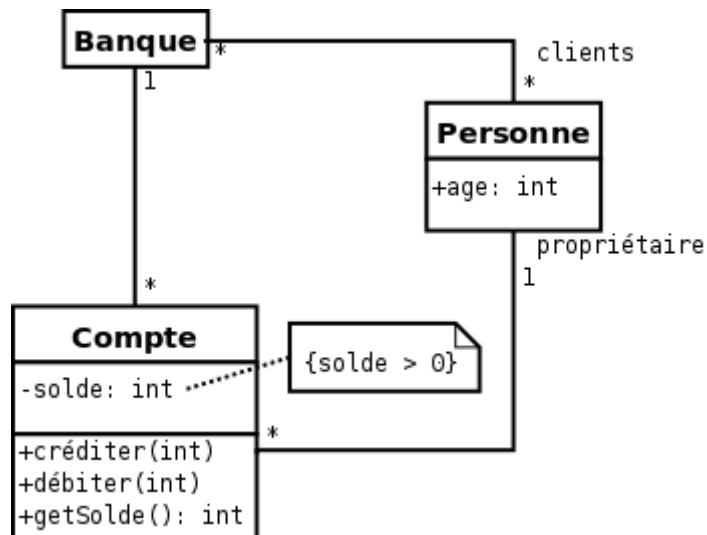 Banque
*
clients
1
*
Personne
+age: int
propriétaire
1
*
Compte
{solde > 0}
-solde: int
*
+créditer(int)
+débiter(int)
+getSolde(): int